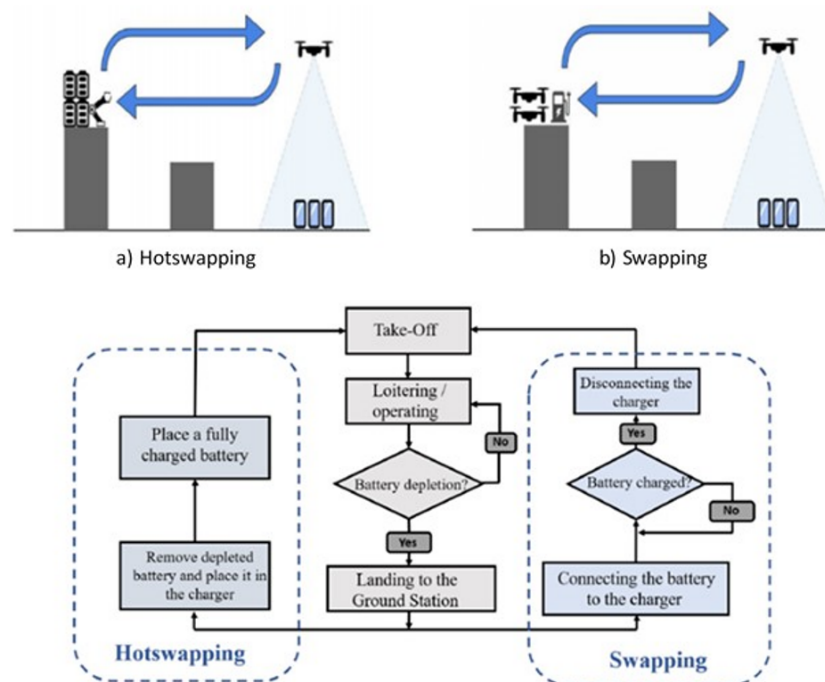 a) Hotswapping
b) Swapping
Take-Off
Loitering /
operating
No
Battery depletion?
Yes
Landing to the
Ground Station
Place a fully
charged battery
Remove depleted
battery and place it in
the charger
Hotswapping
Disconnecting the
charger
Yes
Battery charged?
No
Connecting the battery
to the charger
Swapping